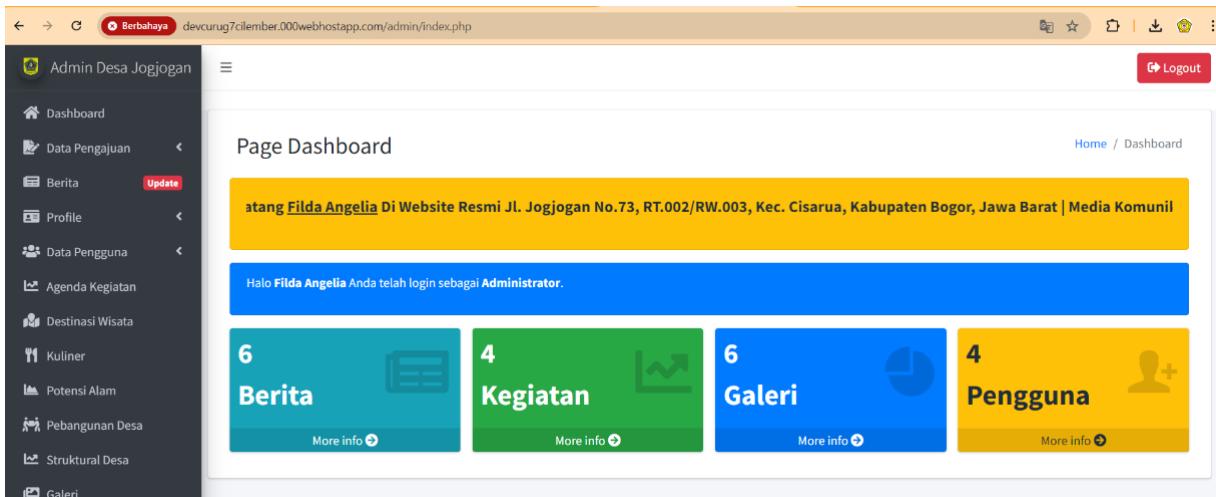 Berbahaya devcurug7cilember.000webhostapp.com/admin/index.php
Admin Desa Jogjogan
Logout
Dashboard
Data Pengajuan
Berita Update
Profile
Data Pengguna
Agenda Kegiatan
Destinasi Wisata
Kuliner
Potensi Alam
Pebangunan Desa
Struktural Desa
Galeri
Page Dashboard
Home / Dashboard
atang Filda Angelia Di Website Resmi Jl. Jogjogan No.73, RT.002/RW.003, Kec. Cisarua, Kabupaten Bogor, Jawa Barat | Media Komunil
Halo Filda Angelia Anda telah login sebagai Administrator.
6
Berita
More info
4
Kegiatan
More info
6
Galeri
More info
4
Pengguna
More info